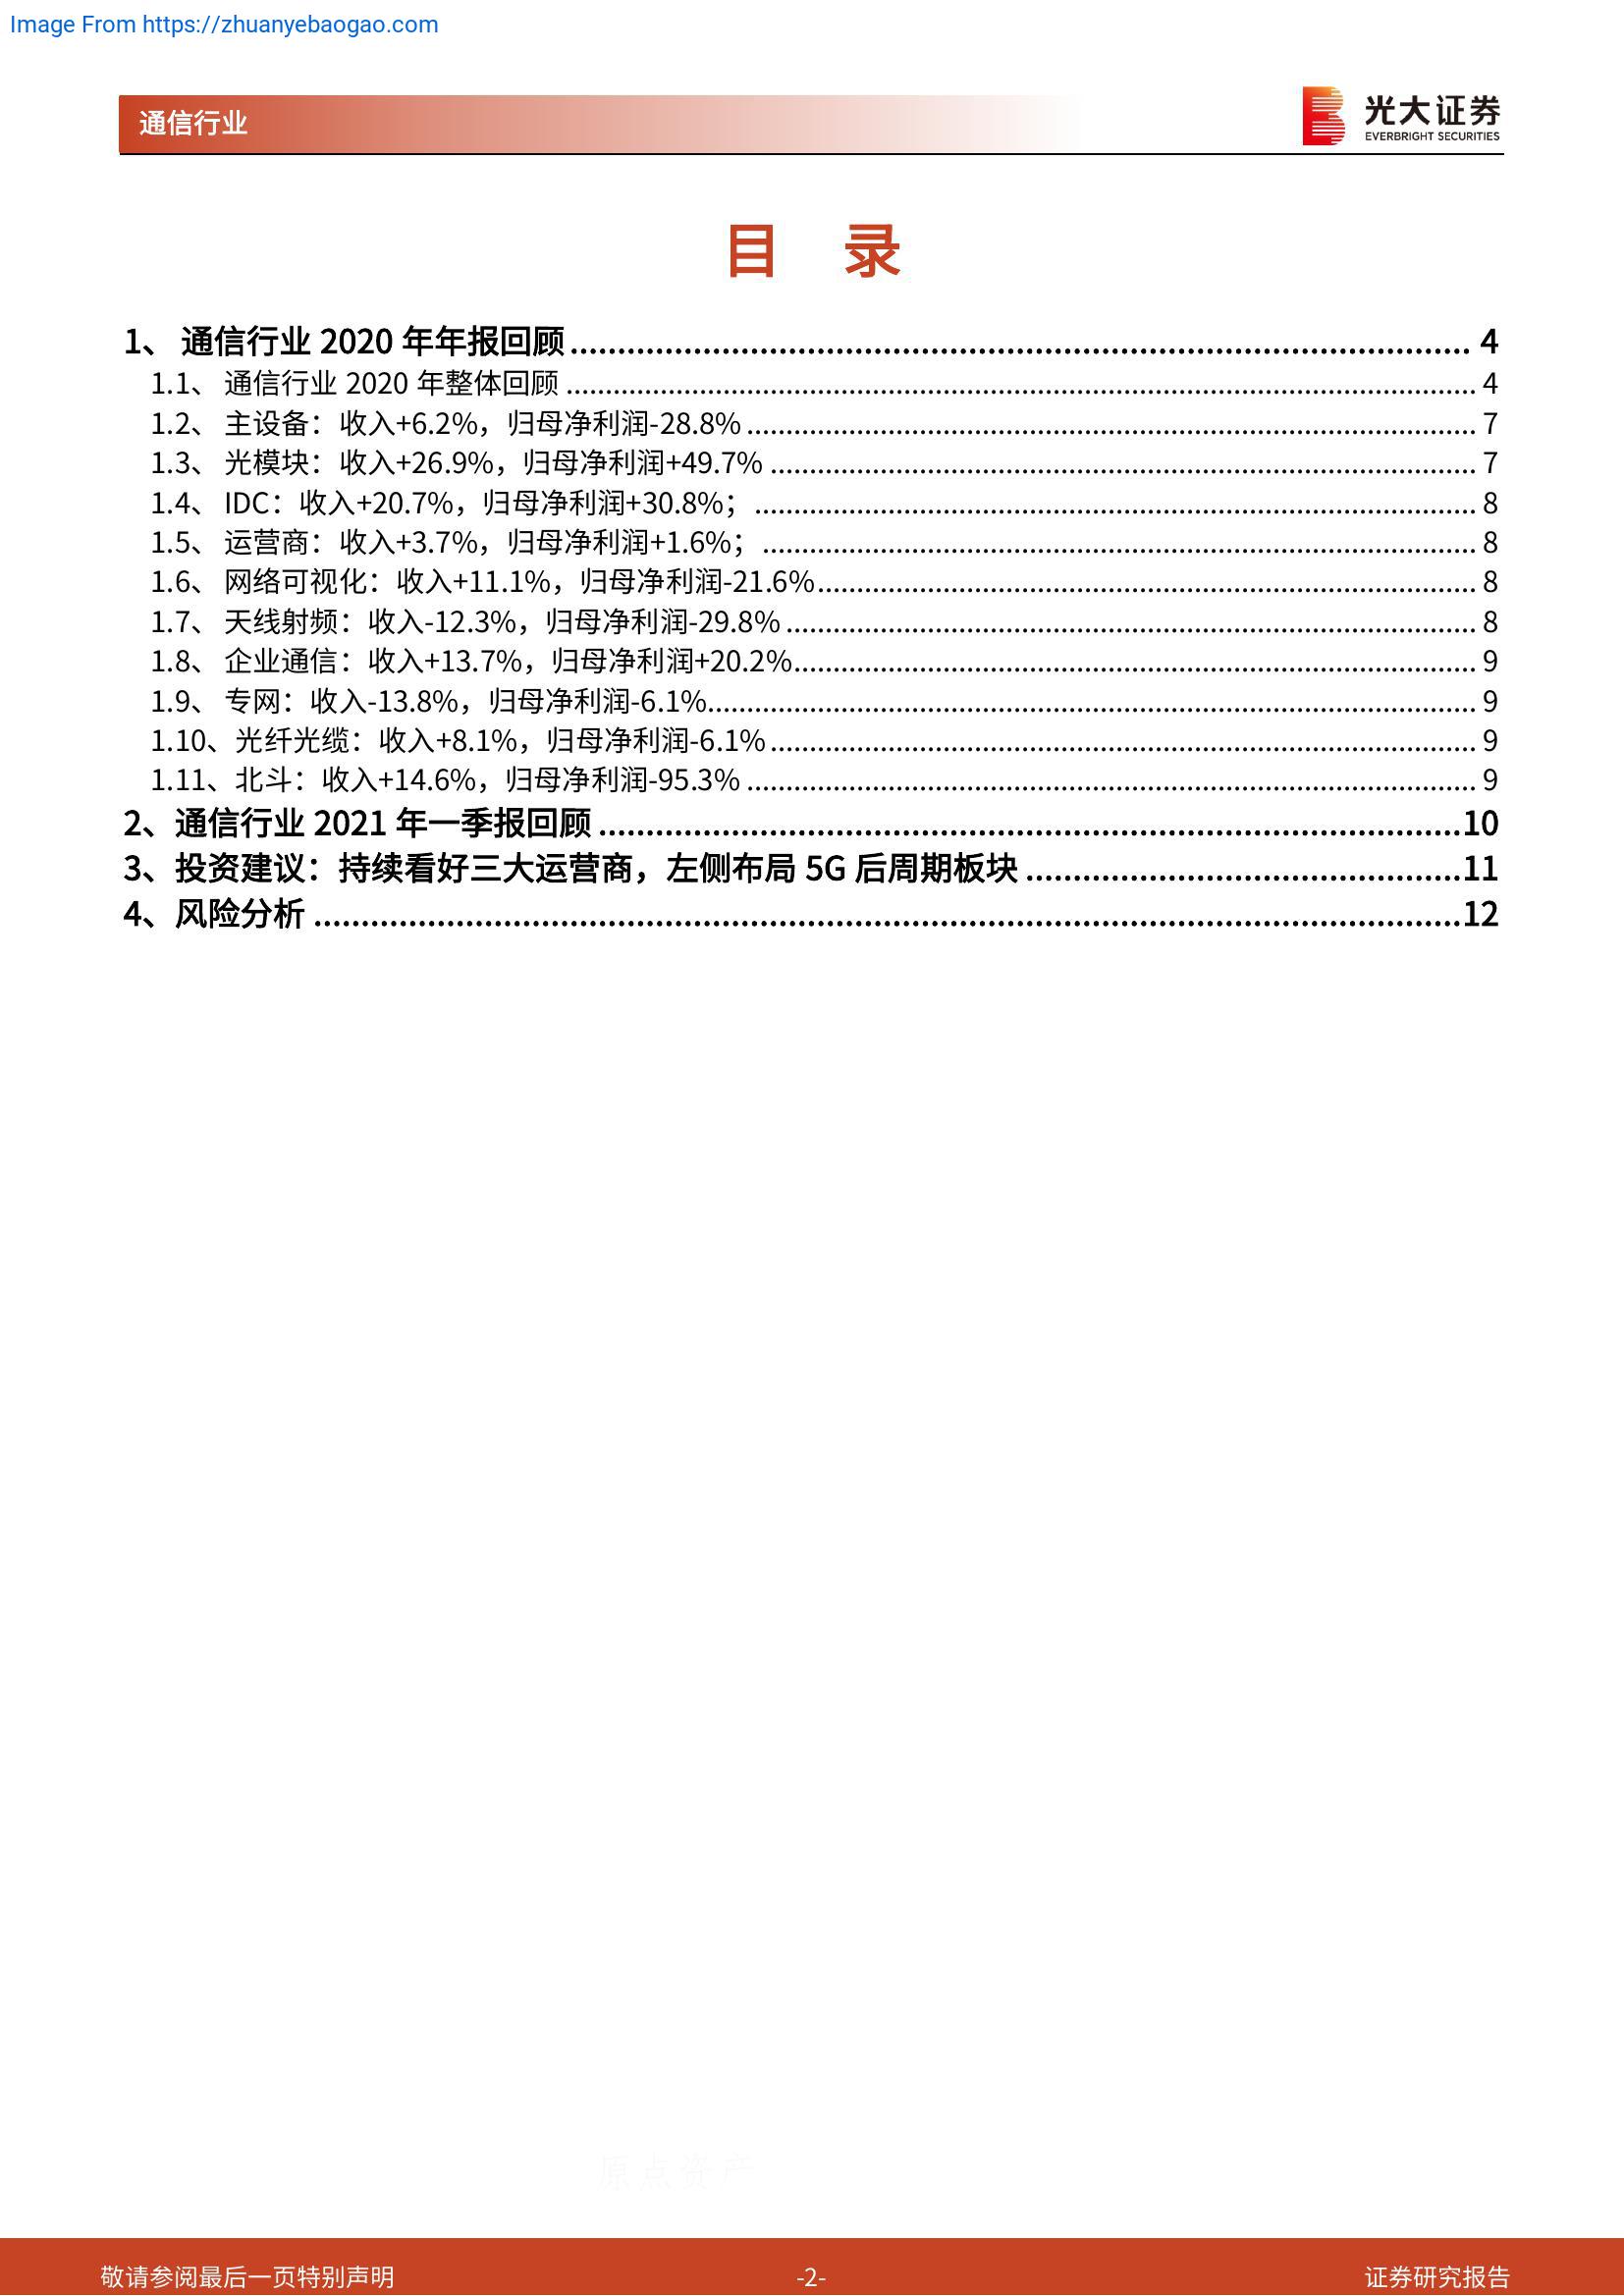 Image From https://zhuanyebaogao.com
通信行业
光大证券
EVERBRIGHT SECURITIES
目 录
1、 通信行业 2020 年年报回顾 4
1.1、 通信行业 2020 年整体回顾 4
1.2、 主设备：收入+6.2%，归母净利润-28.8% 7
1.3、 光模块：收入+26.9%，归母净利润+49.7% 7
1.4、 IDC：收入+20.7%，归母净利润+30.8%； 8
1.5、 运营商：收入+3.7%，归母净利润+1.6%； 8
1.6、 网络可视化：收入+11.1%，归母净利润-21.6% 8
1.7、 天线射频：收入-12.3%，归母净利润-29.8% 8
1.8、 企业通信：收入+13.7%，归母净利润+20.2% 9
1.9、 专网：收入-13.8%，归母净利润-6.1% 9
1.10、光纤光缆：收入+8.1%，归母净利润-6.1% 9
1.11、北斗：收入+14.6%，归母净利润-95.3% 9
2、通信行业 2021 年一季报回顾 10
3、投资建议：持续看好三大运营商，左侧布局 5G 后周期板块 11
4、风险分析 12
原点资产
敬请参阅最后一页特别声明 -2- 证券研究报告